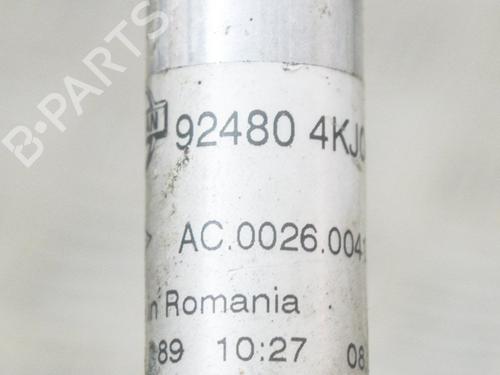 B-PARTS
92480 4KJ
AC.0026.004
Romania
89 10:27 08